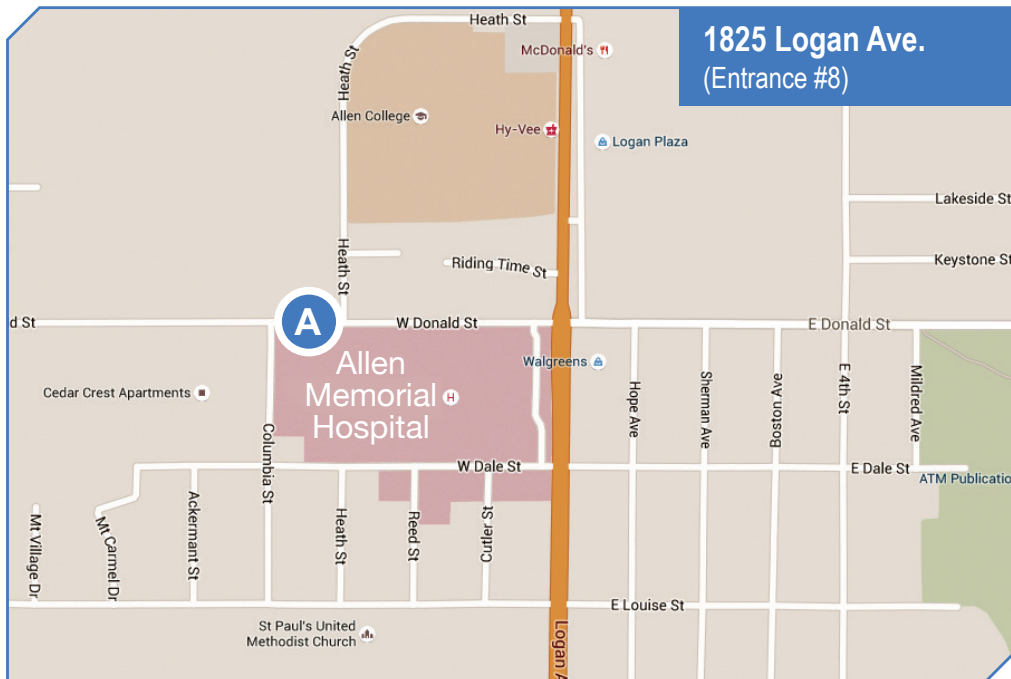 Heath St
1825 Logan Ave.
(Entrance #8)
McDonald's
Heath St
Allen College
Hy-Vee
Logan Plaza
Lakeside St
Heath St
Riding Time St
Keystone St
A
d St
W Donald St
E Donald St
Allen
Memorial
Hospital
H
Walgreens
Cedar Crest Apartments
Hope Ave
Sherman Ave
Boston Ave
E 4th St
Mildred Ave
Columbia St
W Dale St
E Dale St
ATM Publicatio
Mt Village Dr
Mt Carmel Dr
Ackermant St
Heath St
Reed St
Cutler St
E Louise St
St Paul's United
Methodist Church
Logan A